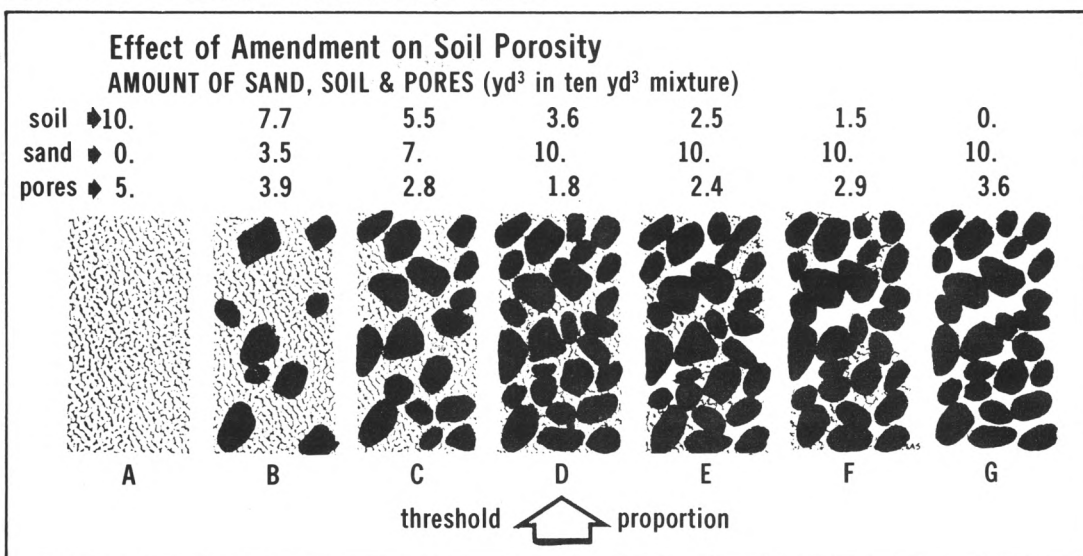 Effect of Amendment on Soil Porosity
AMOUNT OF SAND, SOIL & PORES (yd³ in ten yd³ mixture)
soil ➧ 10. 7.7 5.5 3.6 2.5 1.5 0.
sand ➧ 0. 3.5 7. 10. 10. 10. 10.
pores ➧ 5. 3.9 2.8 1.8 2.4 2.9 3.6
A B C D E F G
threshold proportion